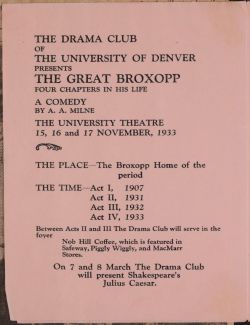 THE DRAMA CLUB
OF
THE UNIVERSITY OF DENVER
PRESENTS
THE GREAT BROXOPP
FOUR CHAPTERS IN HIS LIFE
A COMEDY
BY A. A. MILNE
THE UNIVERSITY THEATRE
15, 16 and 17 NOVEMBER, 1933
THE PLACE—The Broxopp Home of the
period
THE TIME—Act I, 1907
Act II, 1931
Act III, 1932
Act IV, 1933
Between Acts II and III The Drama Club will serve in the
foyer
Nob Hill Coffee, which is featured in
Safeway, Piggly Wiggly, and MacMarr
Stores.
On 7 and 8 March The Drama Club
will present Shakespeare's
Julius Caesar.